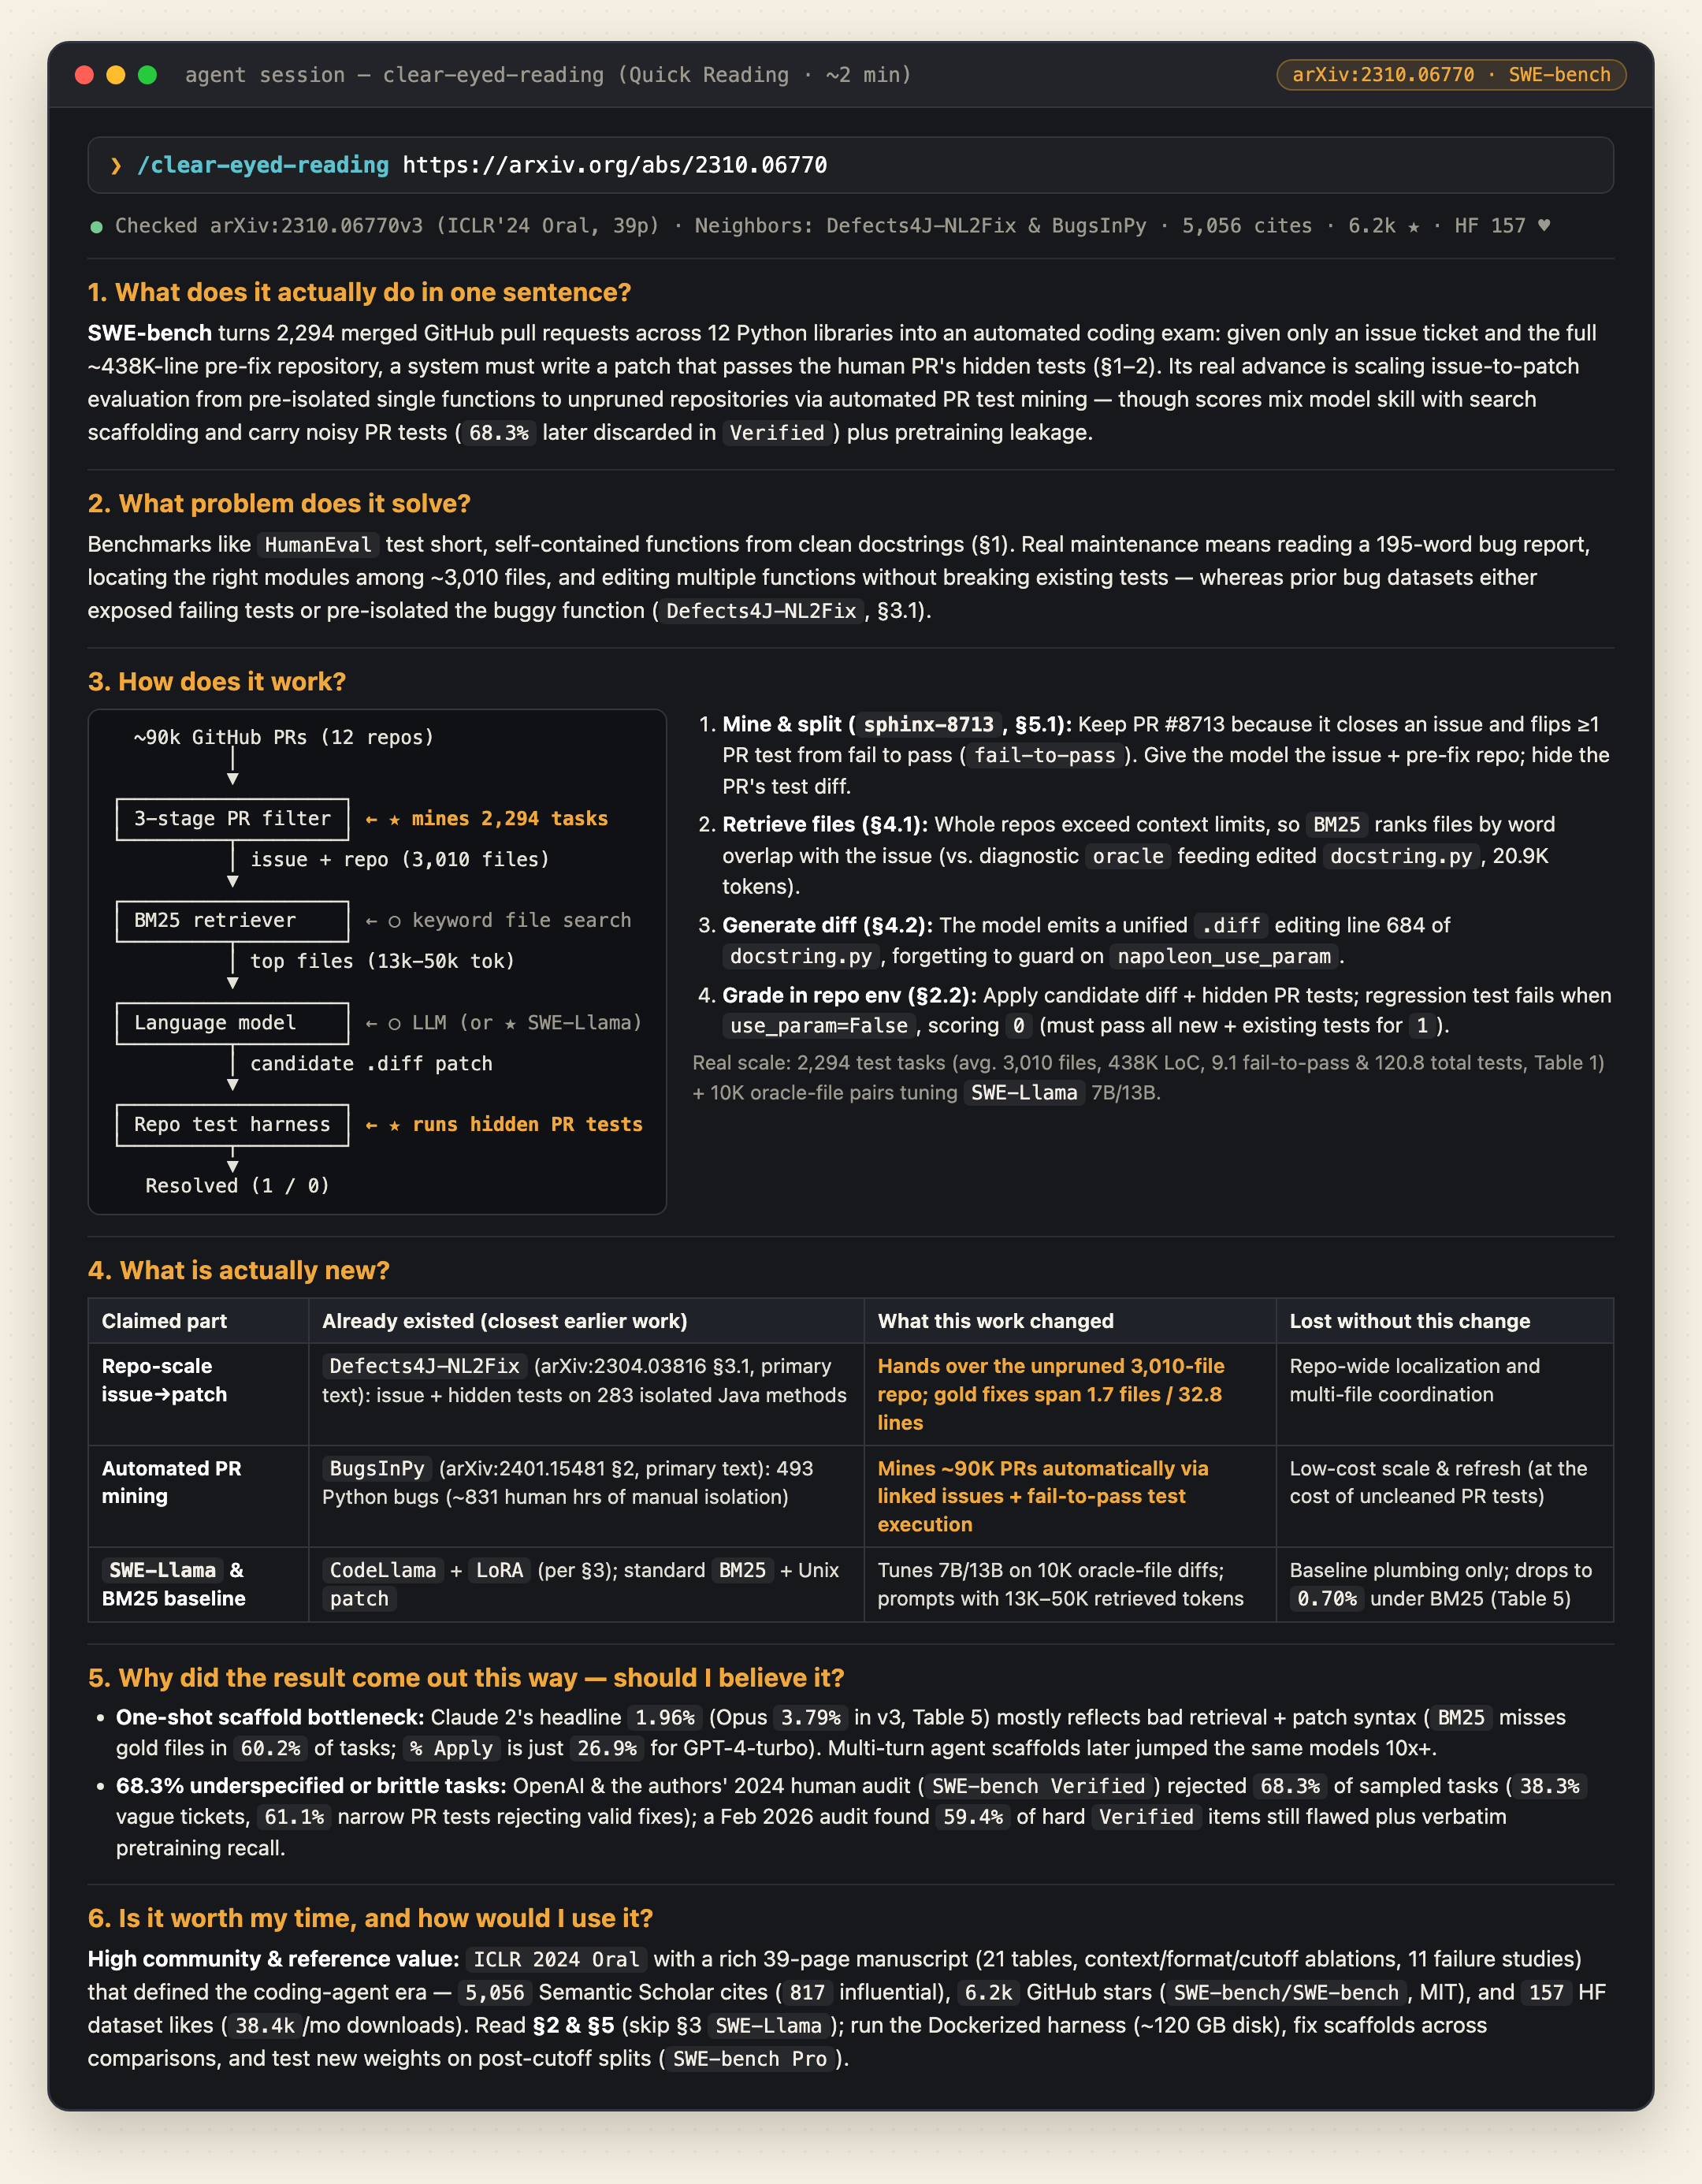 agent session — clear-eyed-reading (Quick Reading · ~2 min)
arXiv:2310.06770 · SWE-bench
❯ /clear-eyed-reading https://arxiv.org/abs/2310.06770
● Checked arXiv:2310.06770v3 (ICLR'24 Oral, 39p) · Neighbors: Defects4J-NL2Fix & BugsInPy · 5,056 cites · 6.2k ★ · HF 157 ♥
1. What does it actually do in one sentence?
SWE-bench turns 2,294 merged GitHub pull requests across 12 Python libraries into an automated coding exam: given only an issue ticket and the full
~438K-line pre-fix repository, a system must write a patch that passes the human PR's hidden tests (§1–2). Its real advance is scaling issue-to-patch
evaluation from pre-isolated single functions to unpruned repositories via automated PR test mining — though scores mix model skill with search
scaffolding and carry noisy PR tests ( 68.3% later discarded in Verified ) plus pretraining leakage.
2. What problem does it solve?
Benchmarks like HumanEval test short, self-contained functions from clean docstrings (§1). Real maintenance means reading a 195-word bug report,
locating the right modules among ~3,010 files, and editing multiple functions without breaking existing tests — whereas prior bug datasets either
exposed failing tests or pre-isolated the buggy function ( Defects4J-NL2Fix , §3.1).
3. How does it work?
~90k GitHub PRs (12 repos)
3-stage PR filter ← ★ mines 2,294 tasks
issue + repo (3,010 files)
BM25 retriever ← ○ keyword file search
top files (13k–50k tok)
Language model ← ○ LLM (or ★ SWE-Llama)
candidate .diff patch
Repo test harness ← ★ runs hidden PR tests
Resolved (1 / 0)
1. Mine & split ( sphinx-8713 , §5.1): Keep PR #8713 because it closes an issue and flips ≥1
PR test from fail to pass ( fail-to-pass ). Give the model the issue + pre-fix repo; hide the
PR's test diff.
2. Retrieve files (§4.1): Whole repos exceed context limits, so BM25 ranks files by word
overlap with the issue (vs. diagnostic oracle feeding edited docstring.py , 20.9K
tokens).
3. Generate diff (§4.2): The model emits a unified .diff editing line 684 of
docstring.py , forgetting to guard on napoleon_use_param .
4. Grade in repo env (§2.2): Apply candidate diff + hidden PR tests; regression test fails when
use_param=False , scoring 0 (must pass all new + existing tests for 1 ).
Real scale: 2,294 test tasks (avg. 3,010 files, 438K LoC, 9.1 fail-to-pass & 120.8 total tests, Table 1)
+ 10K oracle-file pairs tuning SWE-Llama 7B/13B.
4. What is actually new?
Claimed part
Already existed (closest earlier work)
What this work changed
Lost without this change
Repo-scale
issue→patch
Defects4J-NL2Fix (arXiv:2304.03816 §3.1, primary
text): issue + hidden tests on 283 isolated Java methods
Hands over the unpruned 3,010-file
repo; gold fixes span 1.7 files / 32.8
lines
Repo-wide localization and
multi-file coordination
Automated PR
mining
BugsInPy (arXiv:2401.15481 §2, primary text): 493
Python bugs (~831 human hrs of manual isolation)
Mines ~90K PRs automatically via
linked issues + fail-to-pass test
execution
Low-cost scale & refresh (at the
cost of uncleaned PR tests)
SWE-Llama &
BM25 baseline
CodeLlama + LoRA (per §3); standard BM25 + Unix
patch
Tunes 7B/13B on 10K oracle-file diffs;
prompts with 13K–50K retrieved tokens
Baseline plumbing only; drops to
0.70% under BM25 (Table 5)
5. Why did the result come out this way — should I believe it?
• One-shot scaffold bottleneck: Claude 2's headline 1.96% (Opus 3.79% in v3, Table 5) mostly reflects bad retrieval + patch syntax ( BM25 misses
gold files in 60.2% of tasks; % Apply is just 26.9% for GPT-4-turbo). Multi-turn agent scaffolds later jumped the same models 10x+.
• 68.3% underspecified or brittle tasks: OpenAI & the authors' 2024 human audit ( SWE-bench Verified ) rejected 68.3% of sampled tasks ( 38.3%
vague tickets, 61.1% narrow PR tests rejecting valid fixes); a Feb 2026 audit found 59.4% of hard Verified items still flawed plus verbatim
pretraining recall.
6. Is it worth my time, and how would I use it?
High community & reference value: ICLR 2024 Oral with a rich 39-page manuscript (21 tables, context/format/cutoff ablations, 11 failure studies)
that defined the coding-agent era — 5,056 Semantic Scholar cites ( 817 influential), 6.2k GitHub stars ( SWE-bench/SWE-bench , MIT), and 157 HF
dataset likes ( 38.4k /mo downloads). Read §2 & §5 (skip §3 SWE-Llama ); run the Dockerized harness (~120 GB disk), fix scaffolds across
comparisons, and test new weights on post-cutoff splits ( SWE-bench Pro ).